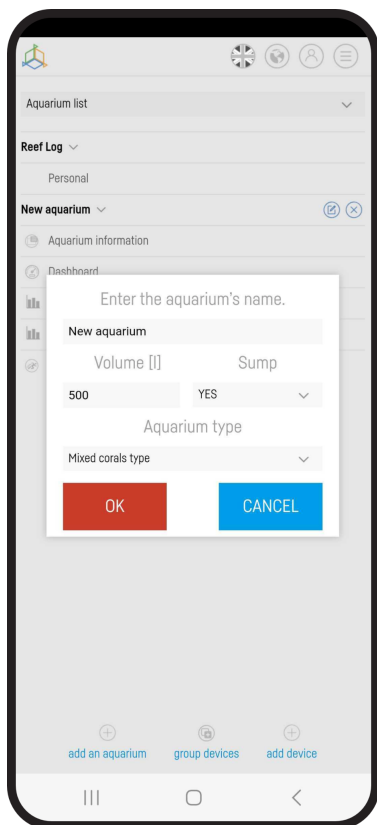 Aquarium list
Reef Log
Personal
New aquarium
Aquarium information
Dashboard
Enter the aquarium's name.
New aquarium
Volume [l] Sump
500 YES
Aquarium type
Mixed corals type
OK CANCEL
add an aquarium group devices add device